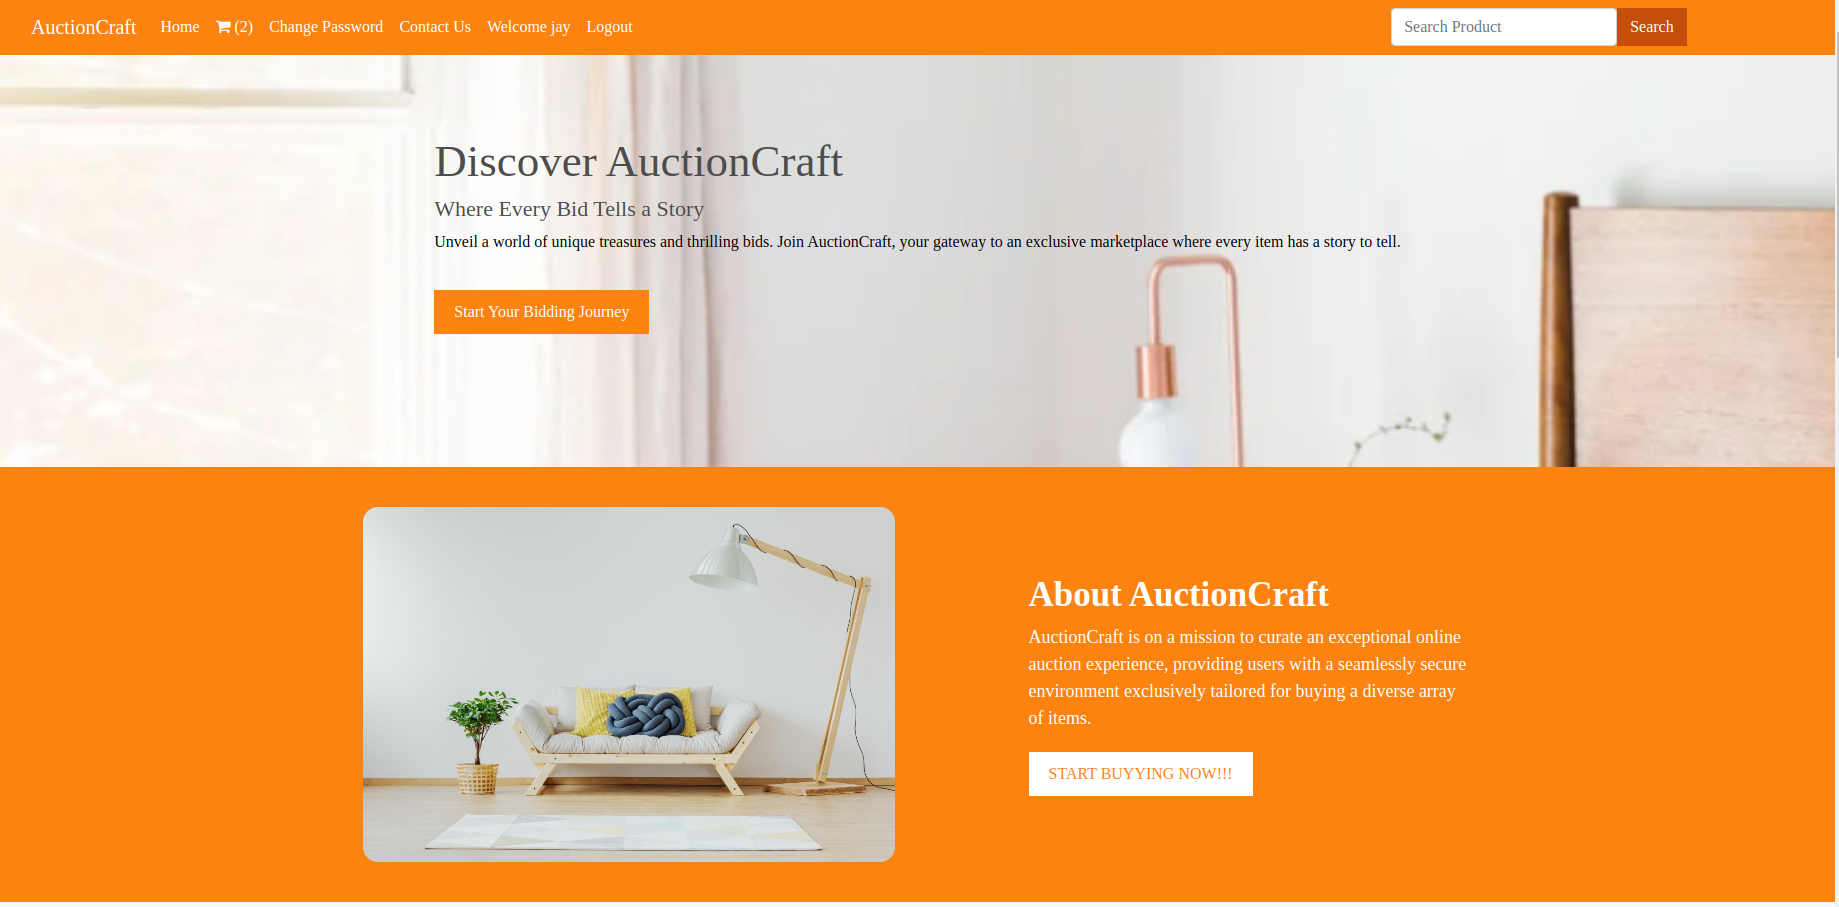 AuctionCraft Home (2) Change Password Contact Us Welcome jay Logout Search Product Search
Discover AuctionCraft
Where Every Bid Tells a Story
Unveil a world of unique treasures and thrilling bids. Join AuctionCraft, your gateway to an exclusive marketplace where every item has a story to tell.
Start Your Bidding Journey
About AuctionCraft
AuctionCraft is on a mission to curate an exceptional online
auction experience, providing users with a seamlessly secure
environment exclusively tailored for buying a diverse array
of items.
START BUYYING NOW!!!